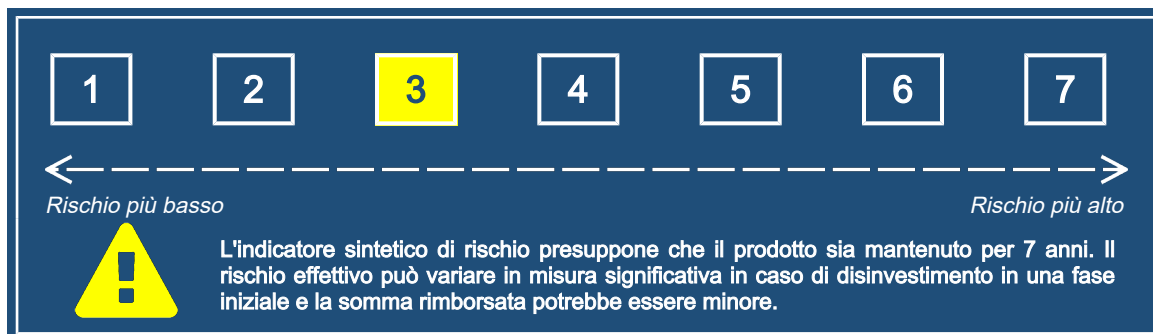 1 2 3 4 5 6 7
Rischio più basso Rischio più alto
L'indicatore sintetico di rischio presuppone che il prodotto sia mantenuto per 7 anni. Il
rischio effettivo può variare in misura significativa in caso di disinvestimento in una fase
iniziale e la somma rimborsata potrebbe essere minore.